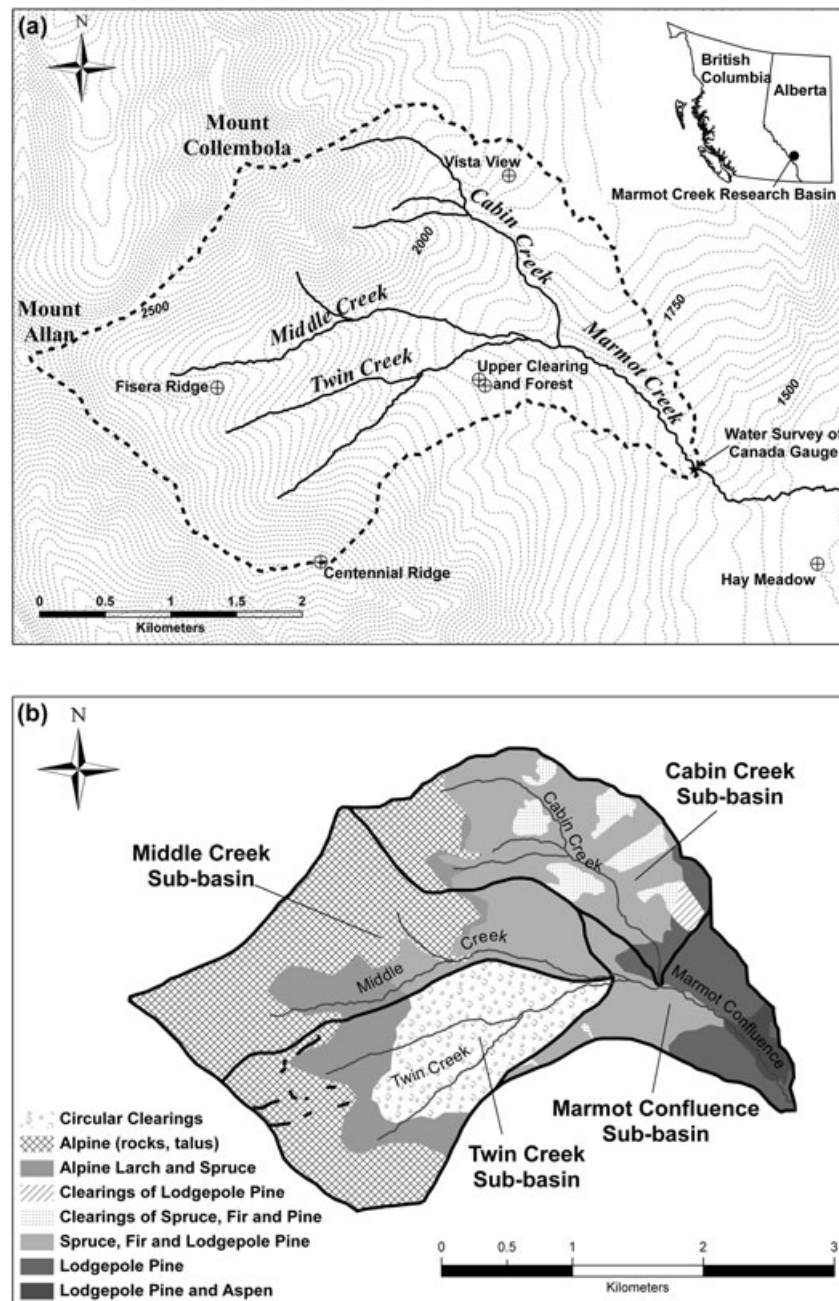 (a)
N
British
Columbia
Alberta
Marmot Creek Research Basin
Mount
Collembola
Vista View
Cabin Creek
2000
1750
Mount
Allan
2500
Middle Creek
Marmot Creek
Fisera Ridge
Twin Creek
Upper Clearing
and Forest
1500
Water Survey of
Canada Gauge
Centennial Ridge
Hay Meadow
0 0.5 1 1.5 2
Kilometers
(b)
N
Cabin Creek
Sub-basin
Middle Creek
Sub-basin
Cabin Creek
Middle Creek
Marmot Confluence
Twin Creek
Marmot Confluence
Sub-basin
Twin Creek
Sub-basin
Circular Clearings
Alpine (rocks, talus)
Alpine Larch and Spruce
Clearings of Lodgepole Pine
Clearings of Spruce, Fir and Pine
Spruce, Fir and Lodgepole Pine
Lodgepole Pine
Lodgepole Pine and Aspen
0 0.5 1 2 3
Kilometers